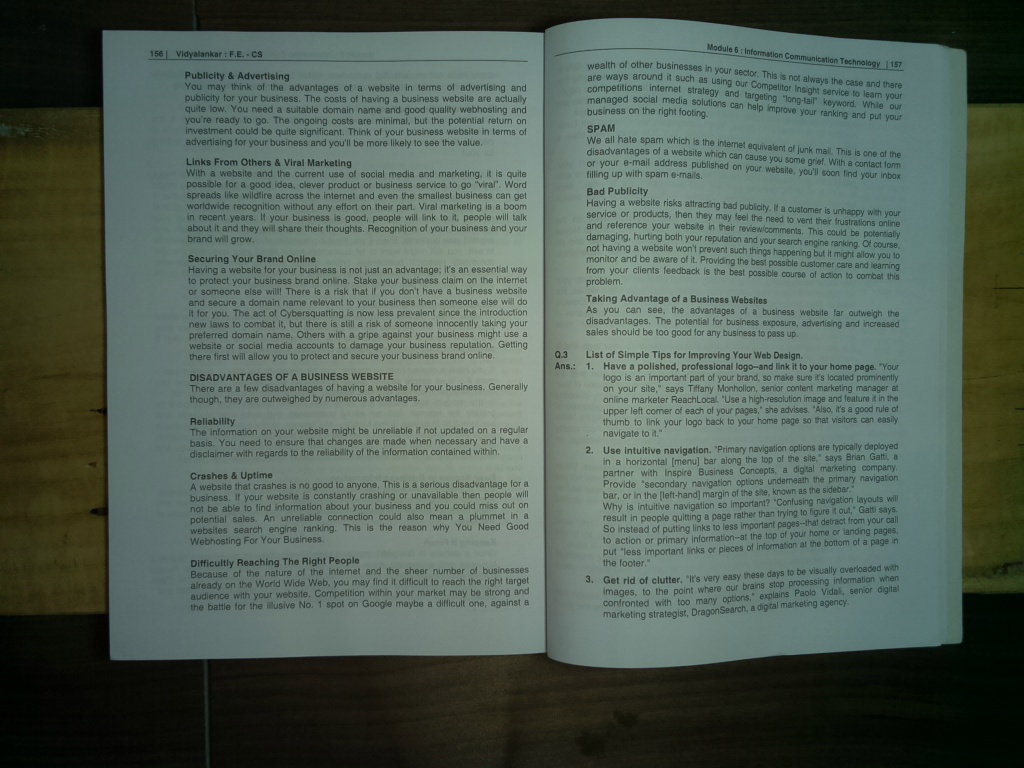 156 | Vidyalankar : F.E. - CS
Publicity & Advertising
You may think of the advantages of a website in terms of advertising and
publicity for your business. The costs of having a business website are actually
quite low. You need a suitable domain name and good quality webhosting and
you're ready to go. The ongoing costs are minimal, but the potential return on
investment could be quite significant. Think of your business website in terms of
advertising for your business and you'll be more likely to see the value.
Links From Others & Viral Marketing
With a website and the current use of social media and marketing, it is quite
possible for a good idea, clever product or business service to go "viral". Word
spreads like wildfire across the internet and even the smallest business can get
worldwide recognition without any effort on their part. Viral marketing is a boom
in recent years. If your business is good, people will link to it, people will talk
about it and they will share their thoughts. Recognition of your business and your
brand will grow.
Securing Your Brand Online
Having a website for your business is not just an advantage; it's an essential way
to protect your business brand online. Stake your business claim on the internet
or someone else will! There is a risk that if you don't have a business website
and secure a domain name relevant to your business then someone else will do
it for you. The act of Cybersquatting is now less prevalent since the introduction
new laws to combat it, but there is still a risk of someone innocently taking your
preferred domain name. Others with a gripe against your business might use a
website or social media accounts to damage your business reputation. Getting
there first will allow you to protect and secure your business brand online.
DISADVANTAGES OF A BUSINESS WEBSITE
There are a few disadvantages of having a website for your business. Generally
though, they are outweighed by numerous advantages.
Reliability
The information on your website might be unreliable if not updated on a regular
basis. You need to ensure that changes are made when necessary and have a
disclaimer with regards to the reliability of the information contained within.
Crashes & Uptime
A website that crashes is no good to anyone. This is a serious disadvantage for a
business. If your website is constantly crashing or unavailable then people will
not be able to find information about your business and you could miss out on
potential sales. An unreliable connection could also mean a plummet in a
websites search engine ranking. This is the reason why You Need Good
Webhosting For Your Business.
Difficultly Reaching The Right People
Because of the nature of the internet and the sheer number of businesses
already on the World Wide Web, you may find it difficult to reach the right target
audience with your website. Competition within your market may be strong and
the battle for the illusive No. 1 spot on Google maybe a difficult one, against a
Module 6 : Information Communication Technology | 157
wealth of other businesses in your sector. This is not always the case and there
are ways around it such as using our Competitor Insight service to learn your
competitions internet strategy and targeting "long-tail" keyword. While our
managed social media solutions can help improve your ranking and put your
business on the right footing.
SPAM
We all hate spam which is the internet equivalent of junk mail. This is one of the
disadvantages of a website which can cause you some grief. With a contact form
or your e-mail address published on your website, you'll soon find your inbox
filling up with spam e-mails.
Bad Publicity
Having a website risks attracting bad publicity. If a customer is unhappy with your
service or products, then they may feel the need to vent their frustrations online
and reference your website in their review/comments. This could be potentially
damaging, hurting both your reputation and your search engine ranking. Of course,
not having a website won't prevent such things happening but it might allow you to
monitor and be aware of it. Providing the best possible customer care and learning
from your clients feedback is the best possible course of action to combat this
problem.
Taking Advantage of a Business Websites
As you can see, the advantages of a business website far outweigh the
disadvantages. The potential for business exposure, advertising and increased
sales should be too good for any business to pass up.
Q.3 List of Simple Tips for Improving Your Web Design.
Ans.: 1. Have a polished, professional logo–and link it to your home page. "Your
logo is an important part of your brand, so make sure it's located prominently
on your site," says Tiffany Monhollon, senior content marketing manager at
online marketer ReachLocal. "Use a high-resolution image and feature it in the
upper left corner of each of your pages," she advises. "Also, it's a good rule of
thumb to link your logo back to your home page so that visitors can easily
navigate to it."
2. Use intuitive navigation. "Primary navigation options are typically deployed
in a horizontal [menu] bar along the top of the site," says Brian Gatti, a
partner with Inspire Business Concepts, a digital marketing company.
Provide "secondary navigation options underneath the primary navigation
bar, or in the [left-hand] margin of the site, known as the sidebar."
Why is intuitive navigation so important? "Confusing navigation layouts will
result in people quitting a page rather than trying to figure it out," Gatti says.
So instead of putting links to less important pages–that detract from your call
to action or primary information–at the top of your home or landing pages,
put "less important links or pieces of information at the bottom of a page in
the footer."
3. Get rid of clutter. "It's very easy these days to be visually overloaded with
images, to the point where our brains stop processing information when
confronted with too many options," explains Paolo Vidali, senior digital
marketing strategist, DragonSearch, a digital marketing agency.